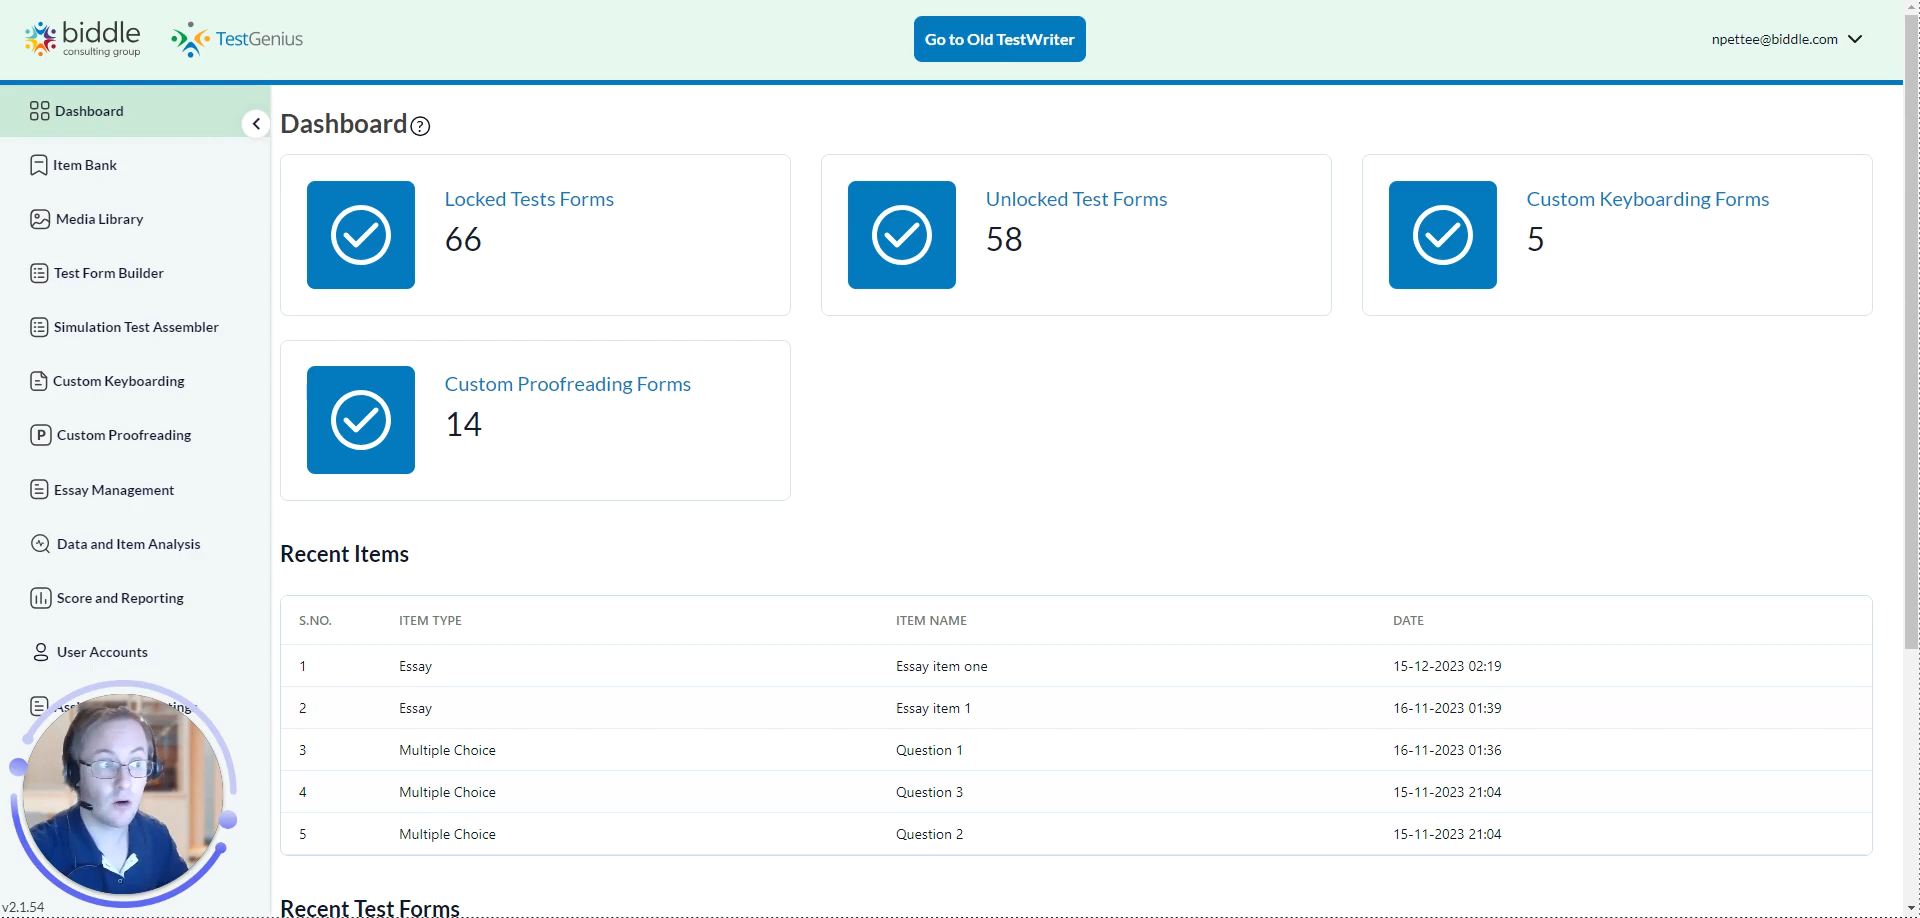 biddle
consulting group
TestGenius
Go to Old TestWriter
npettee@biddle.com
Dashboard
Item Bank
Media Library
Test Form Builder
Simulation Test Assembler
Custom Keyboarding
Custom Proofreading
P
Essay Management
Data and Item Analysis
Score and Reporting
User Accounts
v2.1.54
Dashboard ?
Locked Tests Forms
66
Unlocked Test Forms
58
Custom Keyboarding Forms
5
Custom Proofreading Forms
14
Recent Items
S.NO. ITEM TYPE ITEM NAME DATE
1 Essay Essay item one 15-12-2023 02:19
2 Essay Essay item 1 16-11-2023 01:39
3 Multiple Choice Question 1 16-11-2023 01:36
4 Multiple Choice Question 3 15-11-2023 21:04
5 Multiple Choice Question 2 15-11-2023 21:04
Recent Test Forms